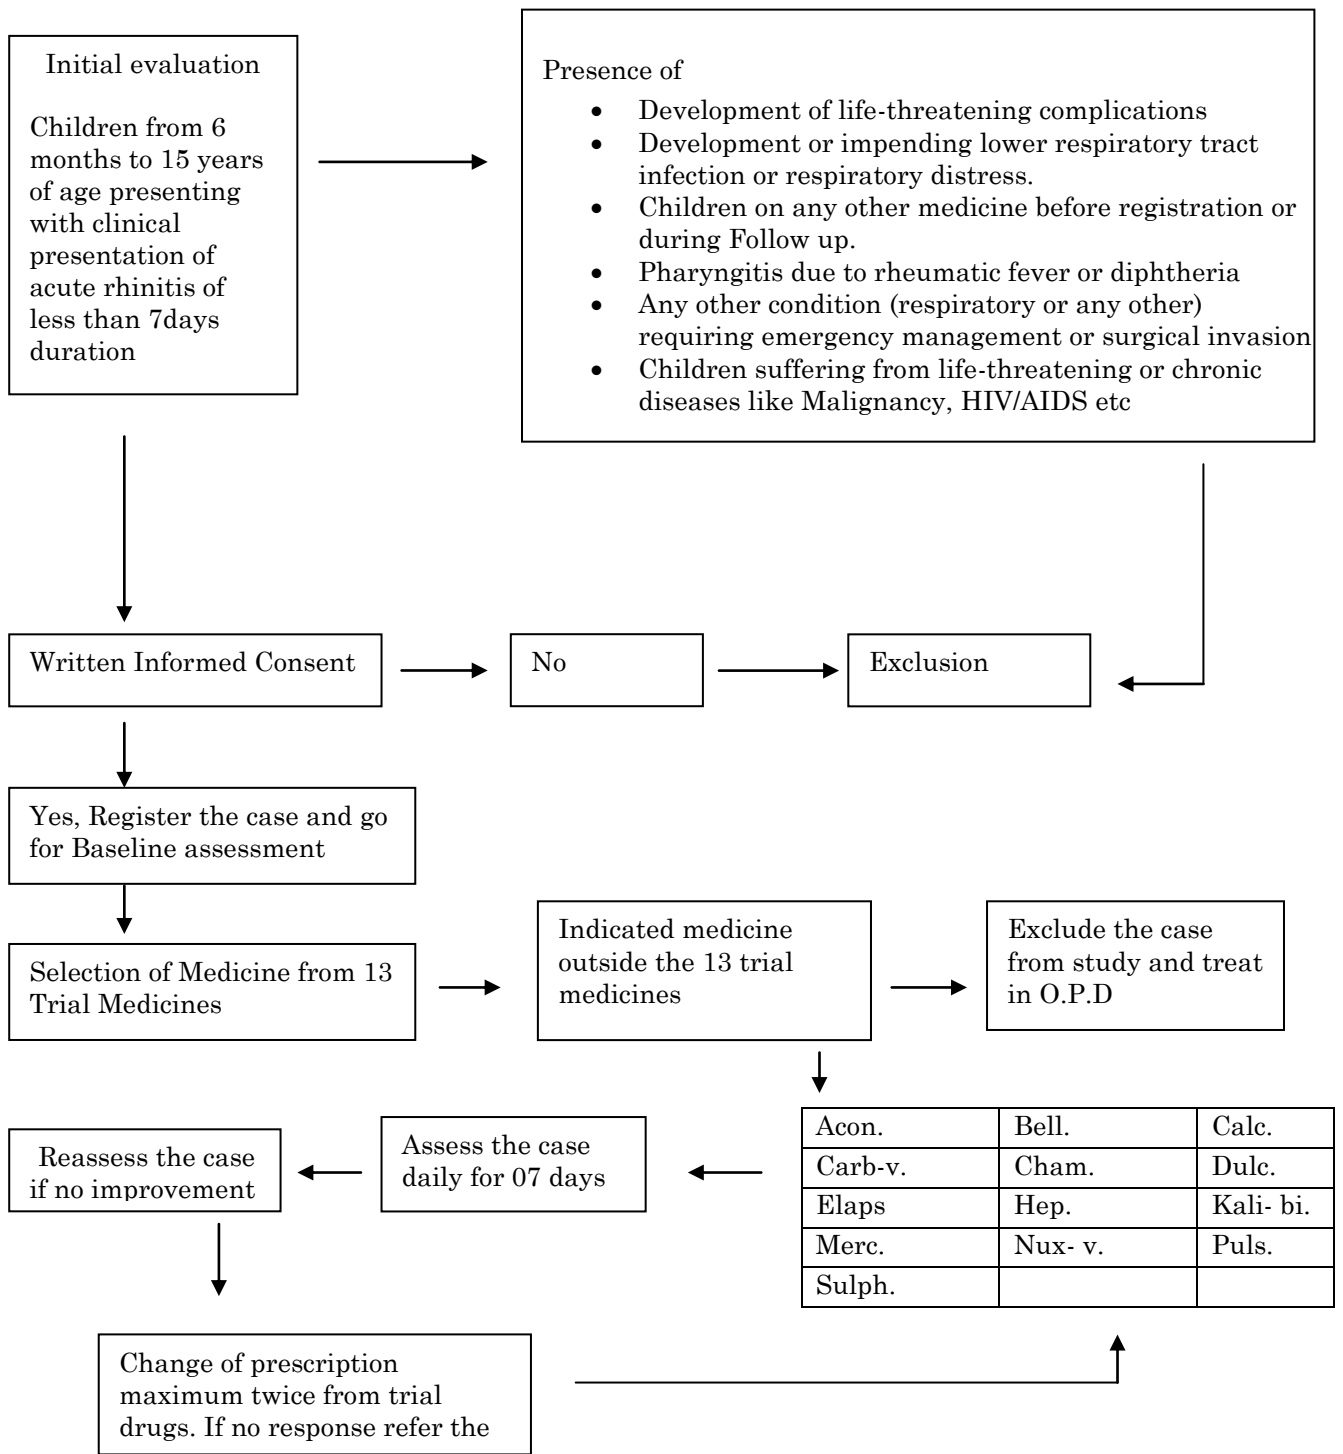 Initial evaluation
Children from 6
months to 15 years
of age presenting
with clinical
presentation of
acute rhinitis of
less than 7days
duration
Presence of
• Development of life-threatening complications
• Development or impending lower respiratory tract
infection or respiratory distress.
• Children on any other medicine before registration or
during Follow up.
• Pharyngitis due to rheumatic fever or diphtheria
• Any other condition (respiratory or any other)
requiring emergency management or surgical invasion
• Children suffering from life-threatening or chronic
diseases like Malignancy, HIV/AIDS etc
Written Informed Consent
No
Exclusion
Yes, Register the case and go
for Baseline assessment
Selection of Medicine from 13
Trial Medicines
Indicated medicine
outside the 13 trial
medicines
Exclude the case
from study and treat
in O.P.D
Acon. Bell. Calc.
Carb-v. Cham. Dulc.
Elaps Hep. Kali- bi.
Merc. Nux- v. Puls.
Sulph.
Assess the case
daily for 07 days
Reassess the case
if no improvement
Change of prescription
maximum twice from trial
drugs. If no response refer the